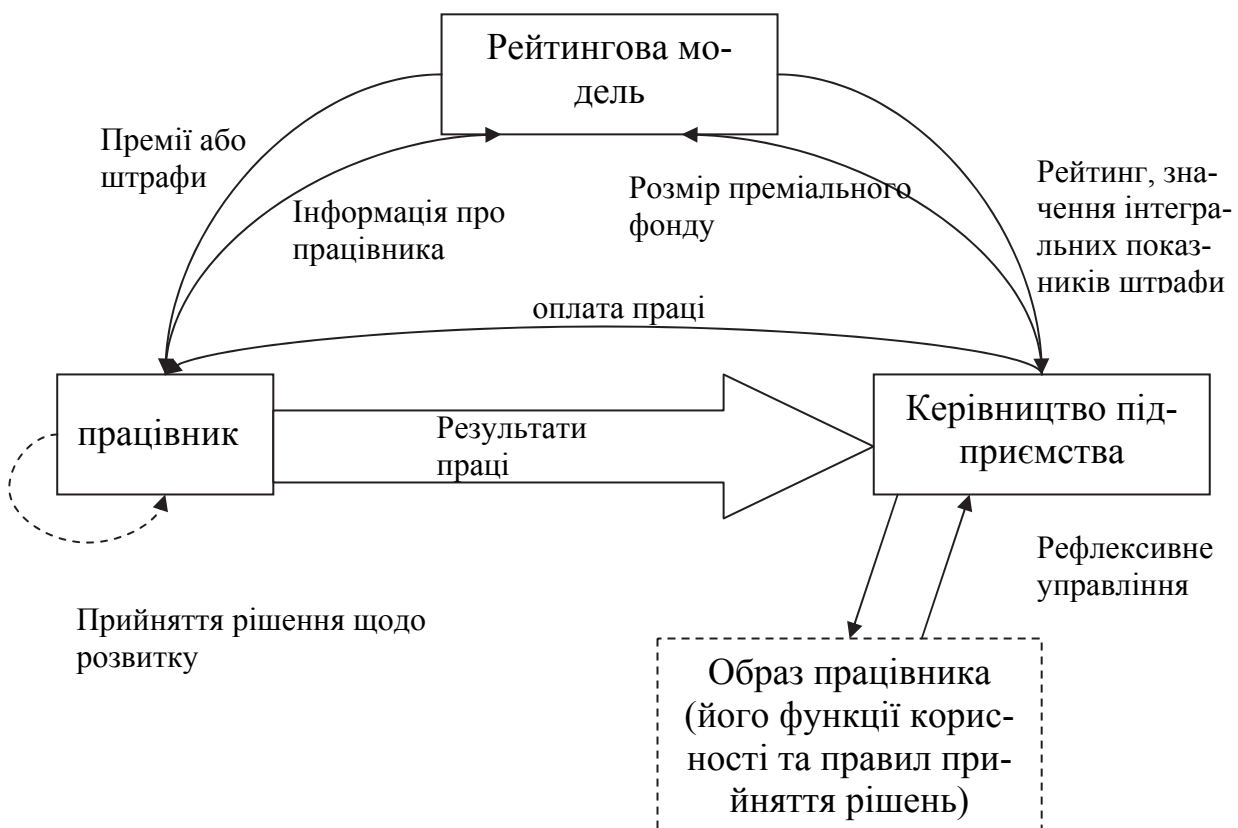 Рейтингова мо-
дель
Премії або
штрафи
Інформація про
працівника
Розмір преміального
фонду
Рейтинг, зна-
чення інтегра-
льних показ-
ників штрафи
оплата праці
працівник
Результати
праці
Керівництво під-
приємства
Рефлексивне
управління
Прийняття рішення щодо
розвитку
Образ працівника
(його функції корис-
ності та правил при-
йняття рішень)